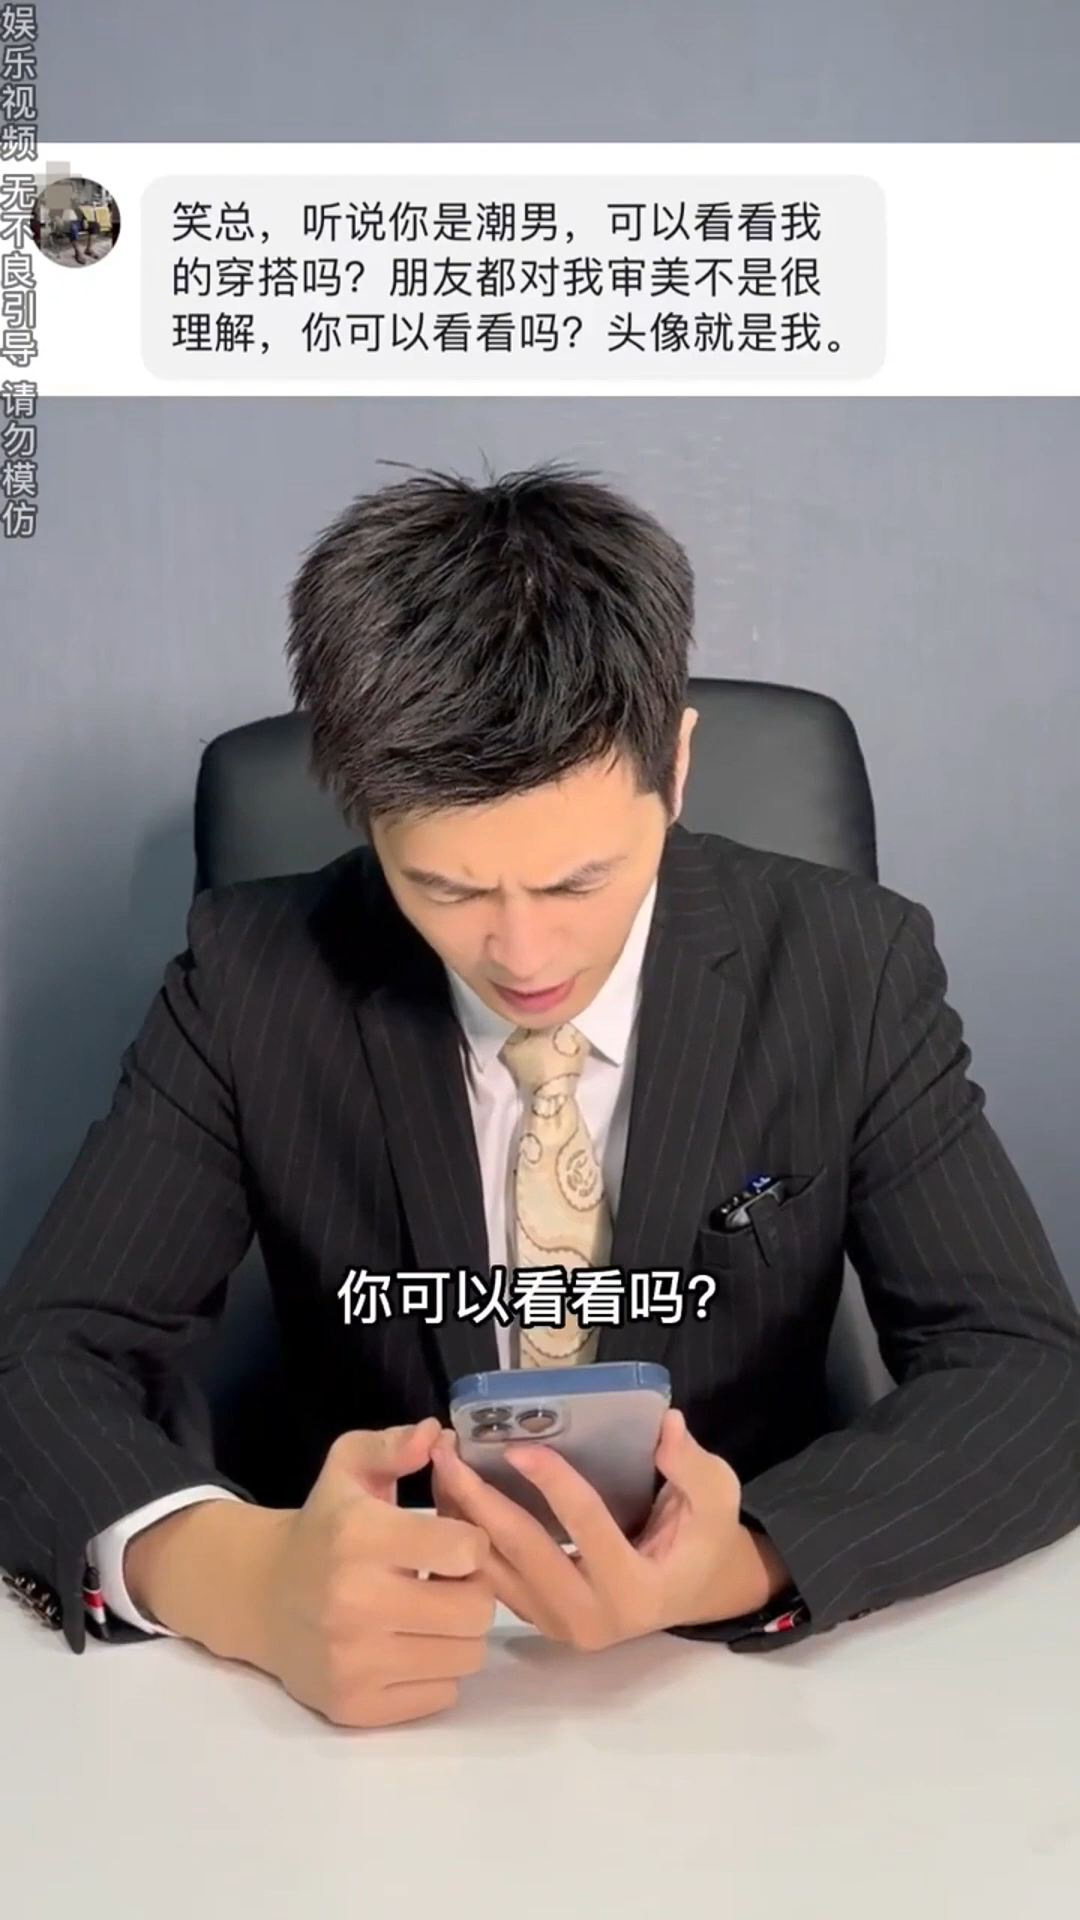 娱乐视频 无不良引导 请勿模仿
笑总，听说你是潮男，可以看看我
的穿搭吗？朋友都对我审美不是很
理解，你可以看看吗？头像就是我。
你可以看看吗？